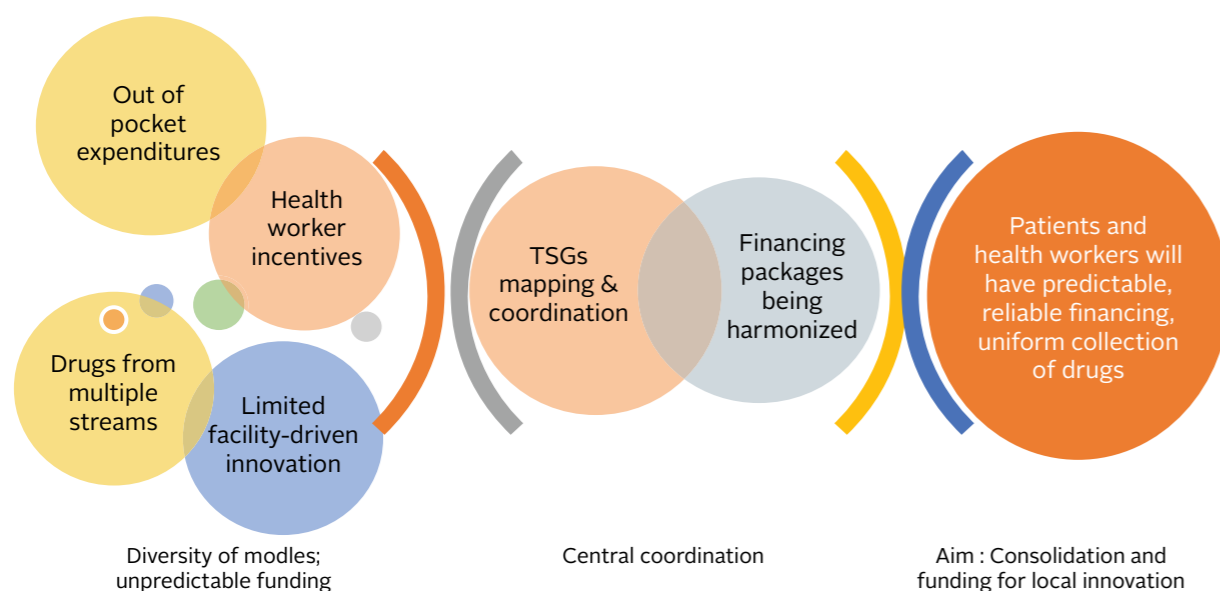 Out of
pocket
expenditures
Health
worker
incentives
Drugs from
multiple
streams
Limited
facility-driven
innovation
Diversity of modles;
unpredictable funding
TSGs
mapping &
coordination
Financing
packages
being
harmonized
Central coordination
Patients and
health workers will
have predictable,
reliable financing,
uniform collection
of drugs
Aim : Consolidation and
funding for local innovation